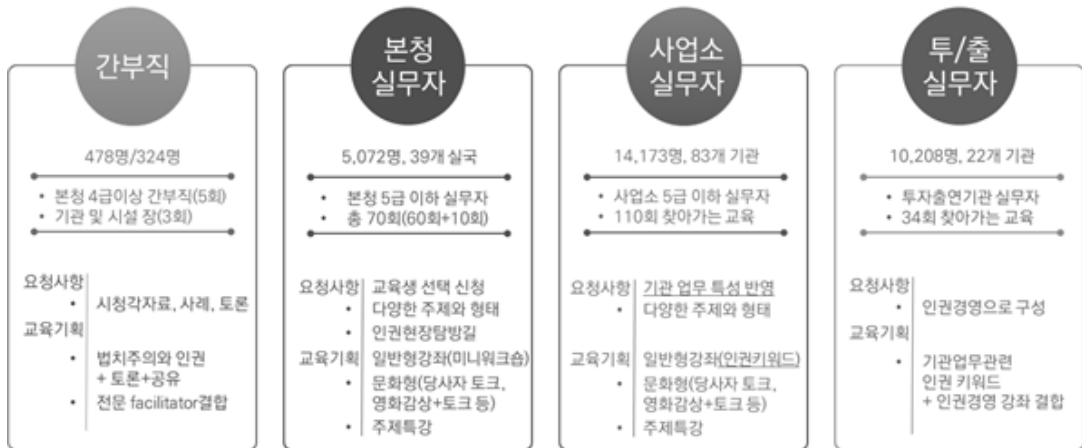 간부직
478명/324명
• 본청 4급이상 간부직(5회)
• 기관 및 시설 장(3회)
요청사항
• 시청각자료, 사례, 토론
교육기획
• 법치주의와 인권
+ 토론+공유
• 전문 facilitator결합
본청
실무자
5,072명, 39개 실국
• 본청 5급 이하 실무자
• 총 70회(60회+10회)
요청사항 교육생 선택 신청
• 다양한 주제와 형태
• 인권현장탐방길
교육기획 일반형강좌(미니워크숍)
• 문화형(당사자 토크,
영화감상+토크 등)
• 주제특강
사업소
실무자
14,173명, 83개 기관
• 사업소 5급 이하 실무자
• 110회 찾아가는 교육
요청사항 기관 업무 특성 반영
• 다양한 주제와 형태
교육기획 일반형강좌(인권키워드)
• 문화형(당사자 토크,
영화감상+토크 등)
• 주제특강
투/출
실무자
10,208명, 22개 기관
• 투자출연기관 실무자
• 34회 찾아가는 교육
요청사항
• 인권경영으로 구성
교육기획
• 기관업무관련
인권 키워드
+ 인권경영 강좌 결합